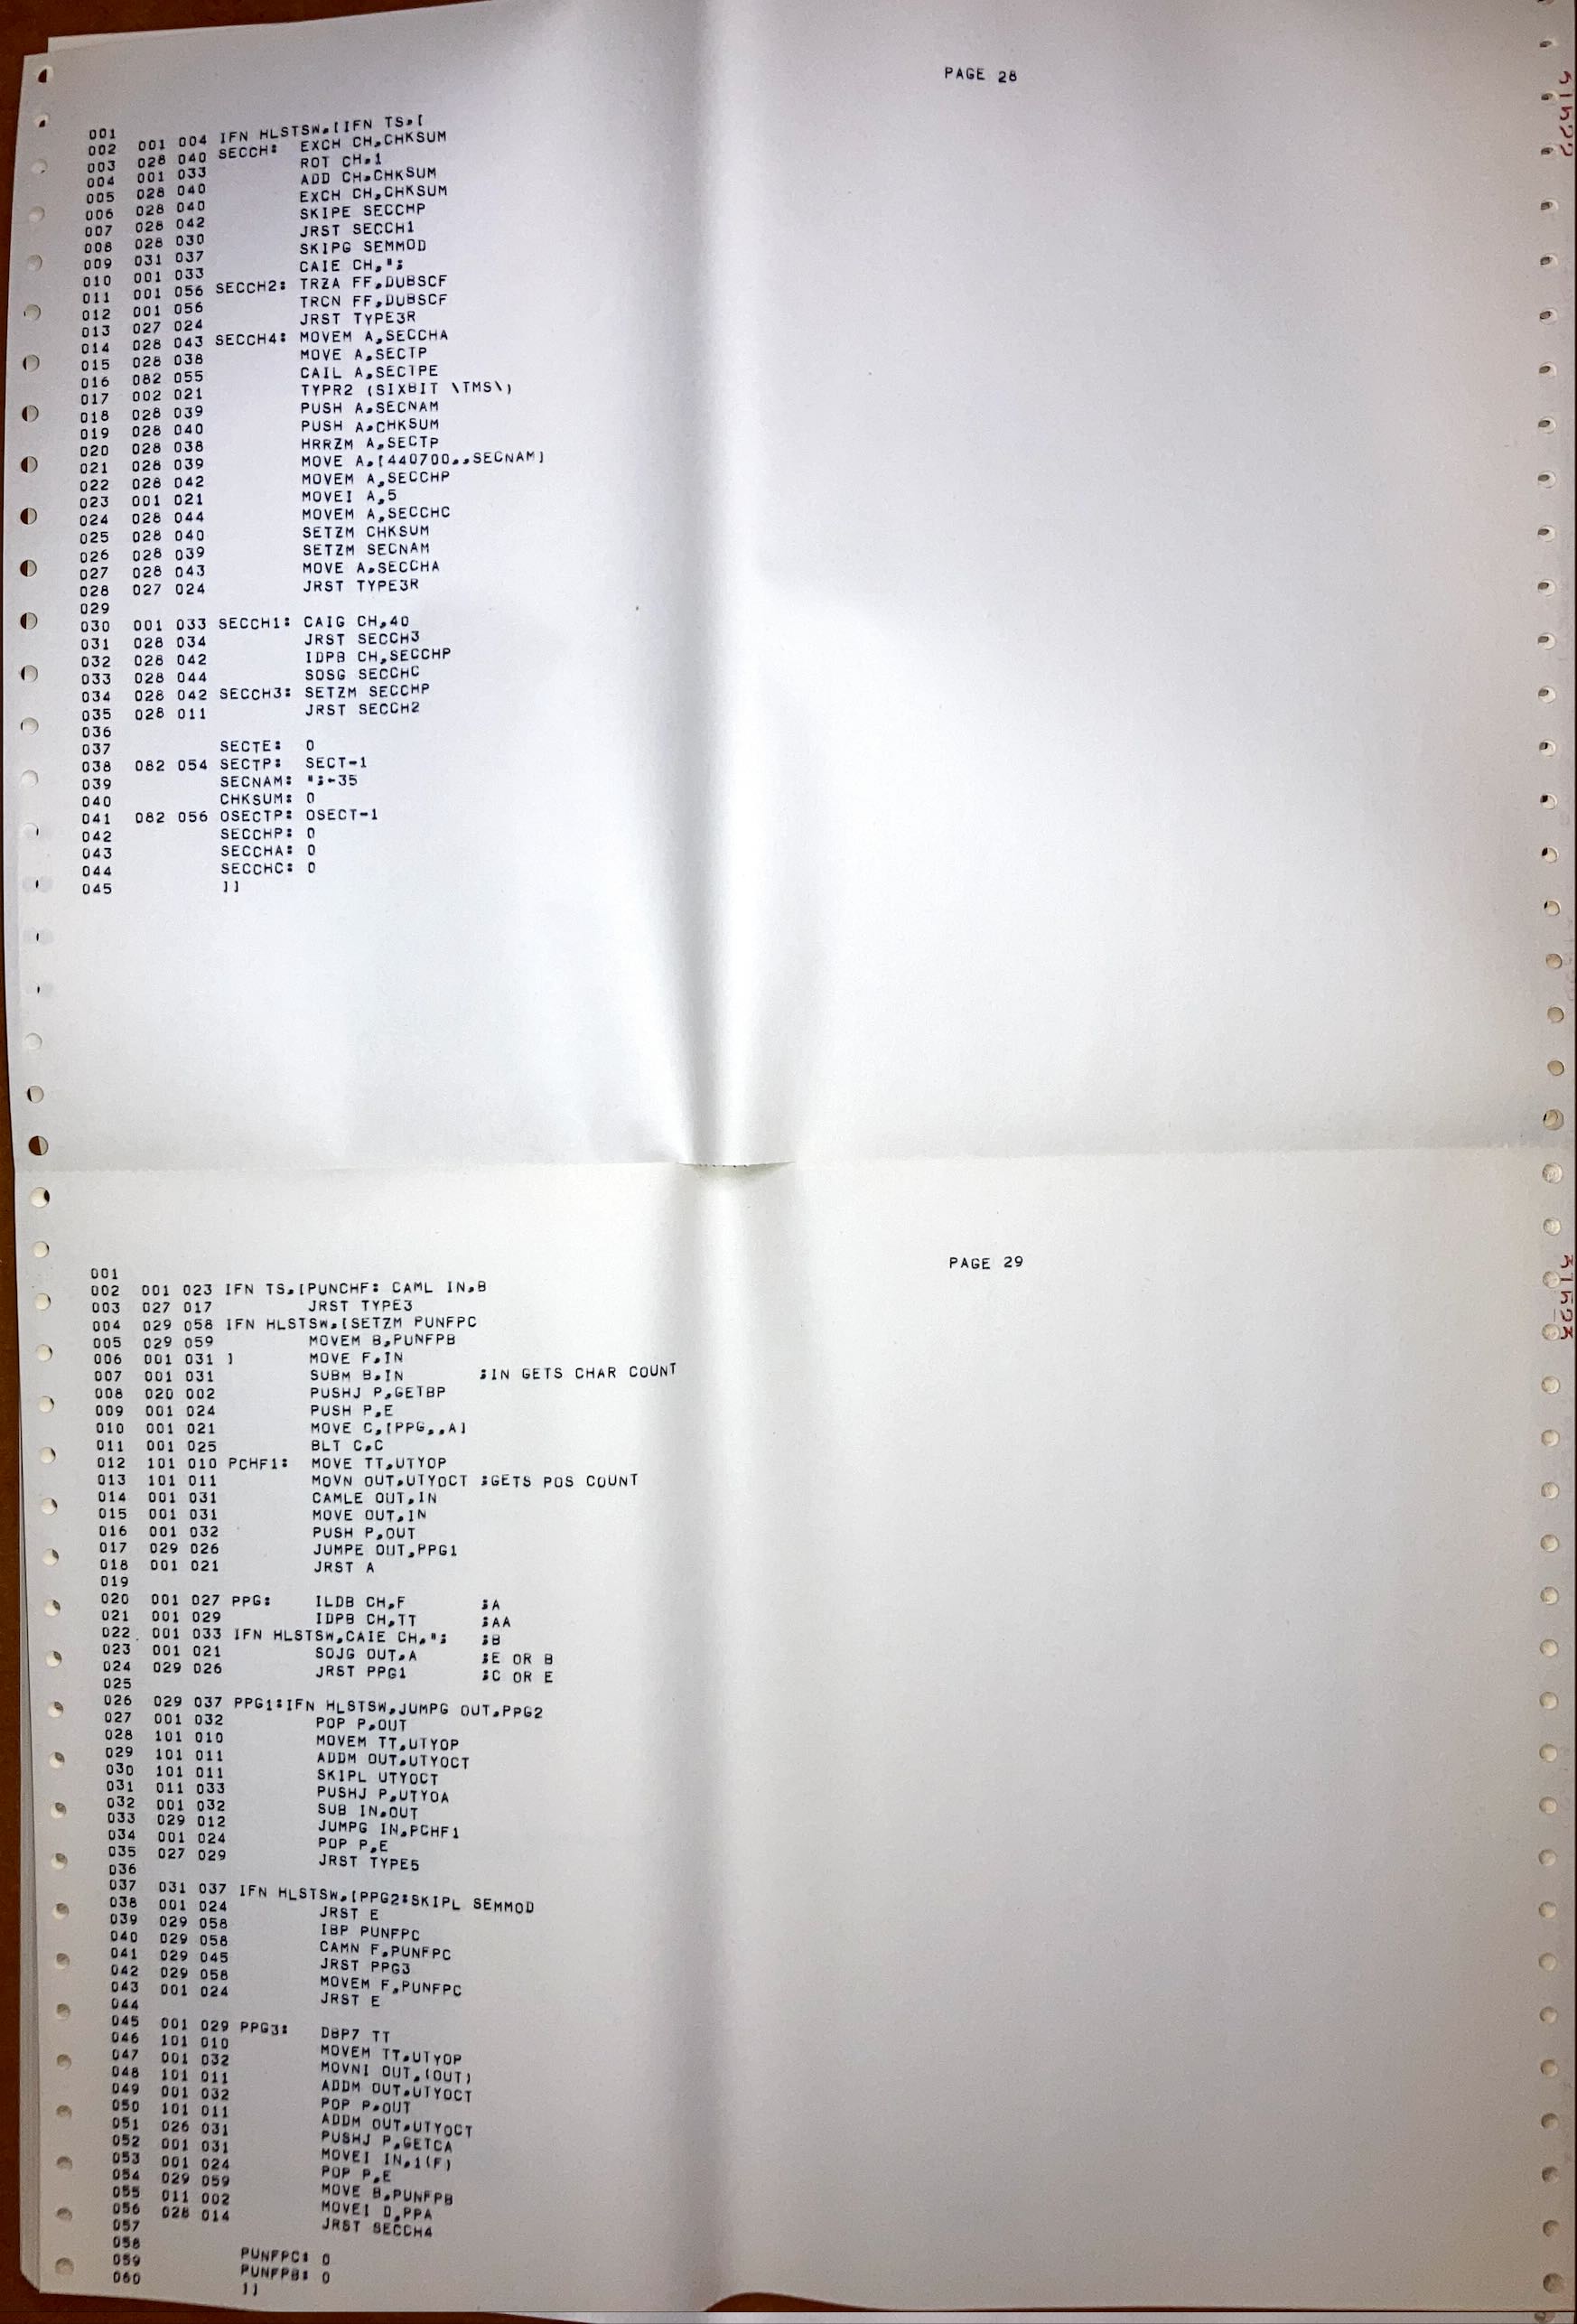 PAGE 28
001
002 001 004 IFN HLSTSW,[IFN TS,[
003 028 040 SECCH: EXCH CH,CHKSUM
004 001 033 ROT CH,1
005 028 040 ADD CH,CHKSUM
006 028 040 EXCH CH,CHKSUM
007 028 042 SKIPE SECCHP
008 028 030 JRST SECCH1
009 031 037 SKIPG SEMMOD
010 001 033 CAIE CH,";
011 001 056 SECCH2: TRZA FF,DUBSCF
012 001 056 TRCN FF,DUBSCF
013 027 024 JRST TYPE3R
014 028 043 SECCH4: MOVEM A,SECCHA
015 028 038 MOVE A,SECTP
016 082 055 CAIL A,SECTPE
017 002 021 TYPR2 (SIXBIT \TMS\)
018 028 039 PUSH A,SECNAM
019 028 040 PUSH A,CHKSUM
020 028 038 HRRZM A,SECTP
021 028 039 MOVE A,[440700,,SECNAM]
022 028 042 MOVEM A,SECCHP
023 001 021 MOVEI A,5
024 028 044 MOVEM A,SECCHC
025 028 040 SETZM CHKSUM
026 028 039 SETZM SECNAM
027 028 043 MOVE A,SECCHA
028 027 024 JRST TYPE3R
029
030 001 033 SECCH1: CAIG CH,40
031 028 034 JRST SECCH3
032 028 042 IDPB CH,SECCHP
033 028 044 SOSG SECCHC
034 028 042 SECCH3: SETZM SECCHP
035 028 011 JRST SECCH2
036
037 SECTE: 0
038 082 054 SECTP: SECT-1
039 SECNAM: ";←35
040 CHKSUM: 0
041 082 056 OSECTP: OSECT-1
042 SECCHP: 0
043 SECCHA: 0
044 SECCHC: 0
045 ]]
PAGE 29
001
002 001 023 IFN TS,[PUNCHF: CAML IN,B
003 027 017 JRST TYPE3
004 029 058 IFN HLSTSW,[SETZM PUNFPC
005 029 059 MOVEM B,PUNFPB
006 001 031 ] MOVE F,IN
007 001 031 SUBM B,IN ;IN GETS CHAR COUNT
008 020 002 PUSHJ P,GETBP
009 001 024 PUSH P,E
010 001 021 MOVE C,[PPG,,A]
011 001 025 BLT C,C
012 101 010 PCHF1: MOVE TT,UTYOP
013 101 011 MOVN OUT,UTYOCT ;GETS POS COUNT
014 001 031 CAMLE OUT,IN
015 001 031 MOVE OUT,IN
016 001 032 PUSH P,OUT
017 029 026 JUMPE OUT,PPG1
018 001 021 JRST A
019
020 001 027 PPG: ILDB CH,F ;A
021 001 029 IDPB CH,TT ;AA
022 001 033 IFN HLSTSW,CAIE CH,"; ;B
023 001 021 SOJG OUT,A ;E OR B
024 029 026 JRST PPG1 ;C OR E
025
026 029 037 PPG1:IFN HLSTSW,JUMPG OUT,PPG2
027 001 032 POP P,OUT
028 101 010 MOVEM TT,UTYOP
029 101 011 ADDM OUT,UTYOCT
030 101 011 SKIPL UTYOCT
031 011 033 PUSHJ P,UTYOA
032 001 032 SUB IN,OUT
033 029 012 JUMPG IN,PCHF1
034 001 024 POP P,E
035 027 029 JRST TYPE5
036
037 031 037 IFN HLSTSW,[PPG2:SKIPL SEMMOD
038 001 024 JRST E
039 029 058 IBP PUNFPC
040 029 058 CAMN F,PUNFPC
041 029 045 JRST PPG3
042 029 058 MOVEM F,PUNFPC
043 001 024 JRST E
044
045 001 029 PPG3: DBP7 TT
046 101 010 MOVEM TT,UTYOP
047 001 032 MOVNI OUT,(OUT)
048 101 011 ADDM OUT,UTYOCT
049 001 032 POP P,OUT
050 101 011 ADDM OUT,UTYOCT
051 026 031 PUSHJ P,GETCA
052 001 031 MOVEI IN,1(F)
053 001 024 POP P,E
054 029 059 MOVE B,PUNFPB
055 011 002 MOVEI D,PPA
056 028 014 JRST SECCH4
057
058 PUNFPC: 0
059 PUNFPB: 0
060 ]]